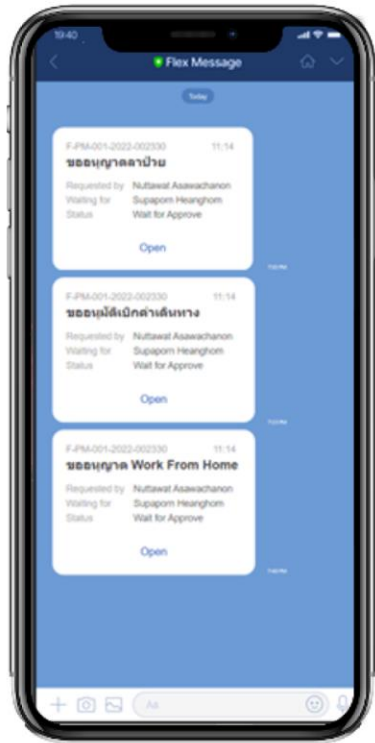 19:40
Flex Message
Today
F-PM-001-2022-002330 11:14
ขออนุญาตลาป่วย
Requested by Nuttawat Asawachanon
Waiting for Supaporn Heanghom
Status Wait for Approve
Open
F-PM-001-2022-002330 11:14
ขออนุมัติเบิกค่าเดินทาง
Requested by Nuttawat Asawachanon
Waiting for Supaporn Heanghom
Status Wait for Approve
Open
F-PM-001-2022-002330 11:14
ขออนุญาต Work From Home
Requested by Nuttawat Asawachanon
Waiting for Supaporn Heanghom
Status Wait for Approve
Open
Aa